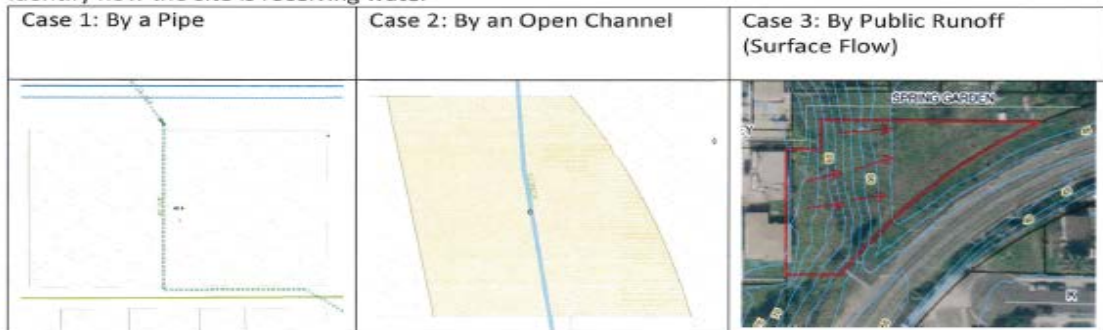 Case 1: By a Pipe
Case 2: By an Open Channel
Case 3: By Public Runoff
(Surface Flow)
SPRING GARDEN